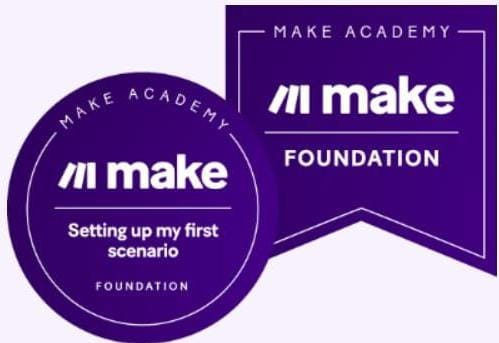 MAKE ACADEMY
make
FOUNDATION
MAKE ACADEMY
make
Setting up my first
scenario
FOUNDATION